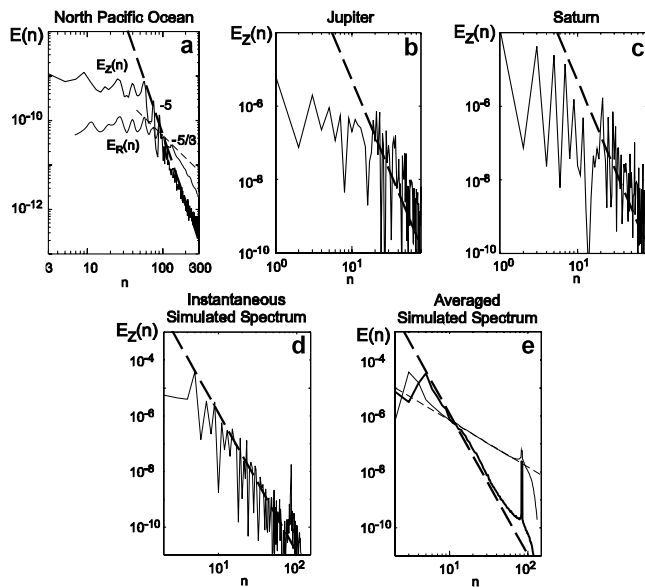 North Pacific Ocean
E(n)
a
E_Z(n)
10^-10
-5
-5/3
E_R(n)
10^-12
3 10 30 100 300
n
Jupiter
E_Z(n)
b
10^-6
10^-8
10^-10
10^0 10^1
n
Saturn
E_Z(n)
c
10^-6
10^-8
10^-10
10^0 10^1
n
Instantaneous
Simulated Spectrum
E_Z(n)
d
10^-4
10^-6
10^-8
10^-10
10^1 10^2
n
Averaged
Simulated Spectrum
E(n)
e
10^-4
10^-6
10^-8
10^-10
10^1 10^2
n